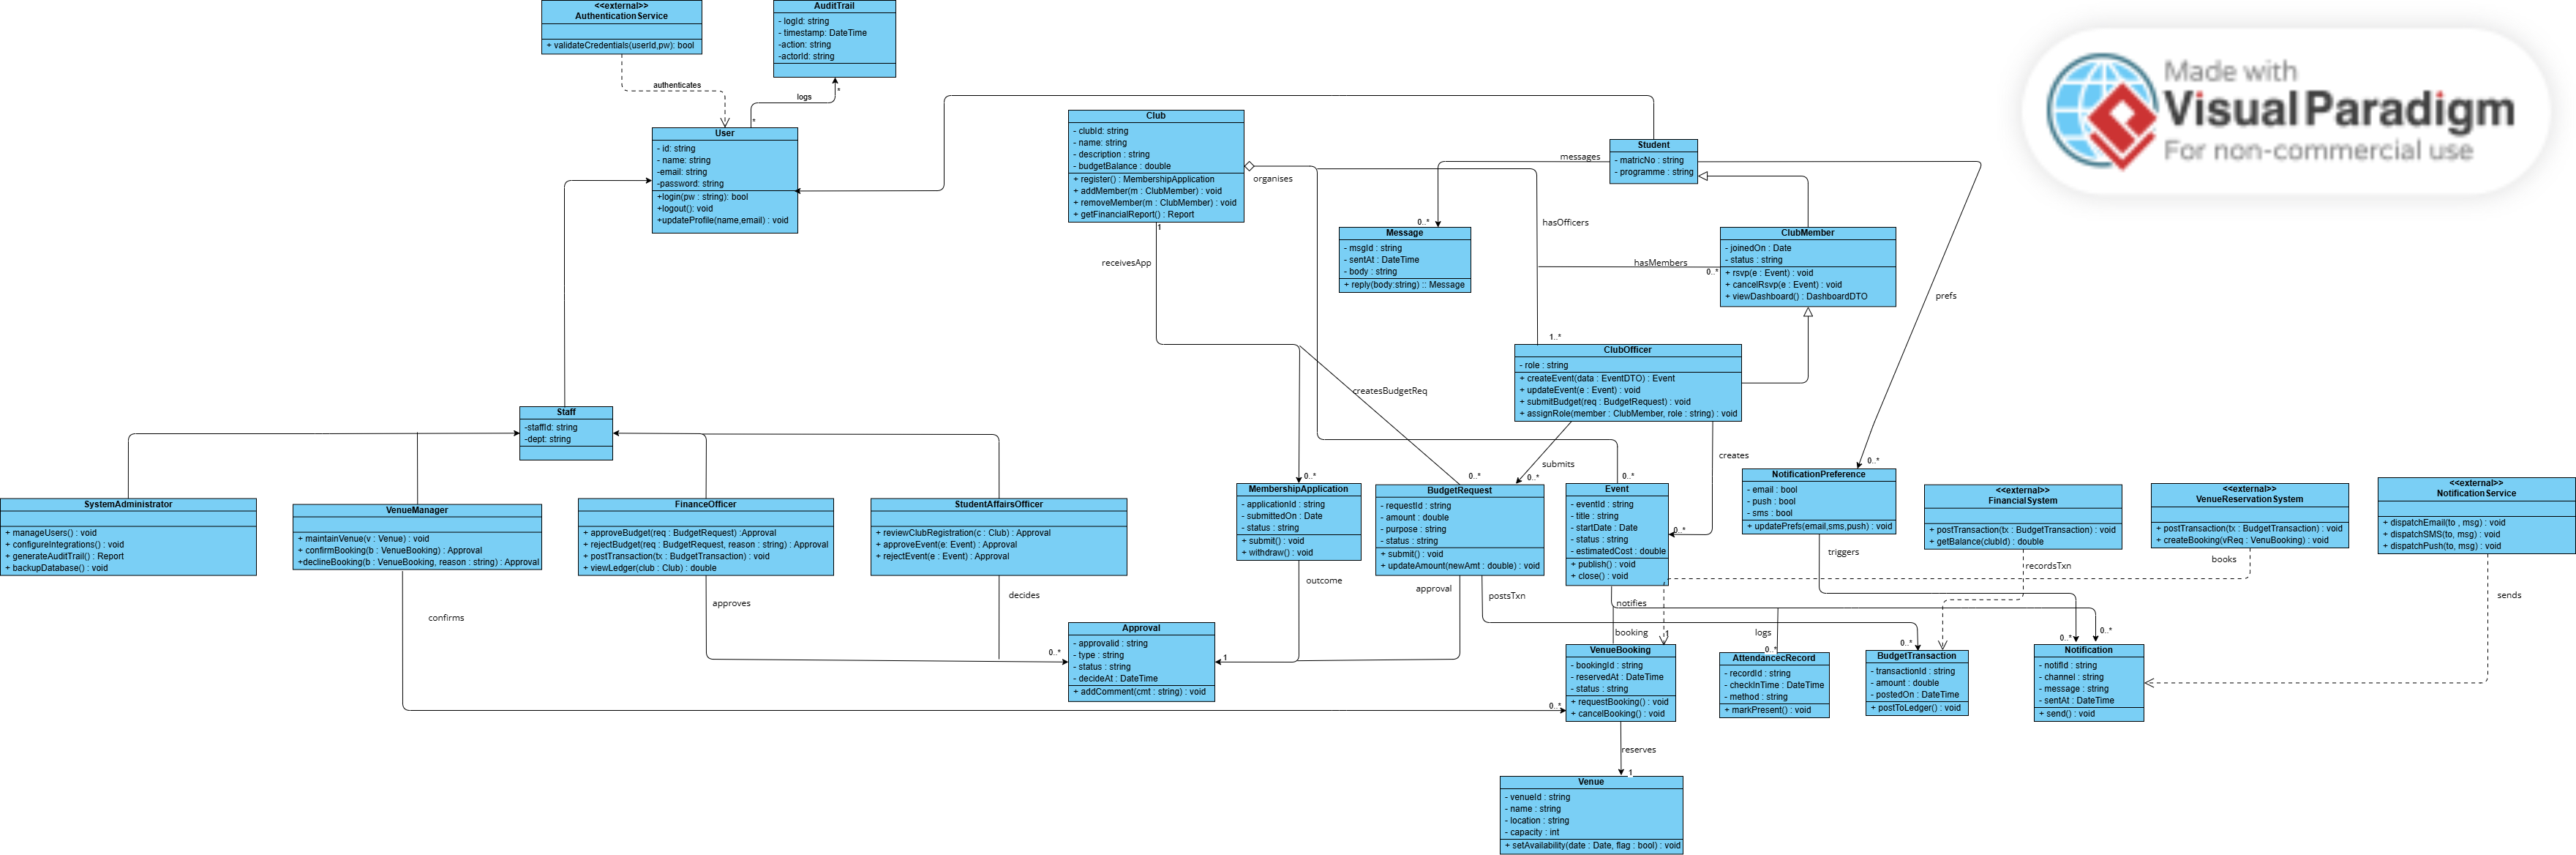 <<external>>
AuthenticationService
+ validateCredentials(userId,pw): bool
authenticates
AuditTrail
- logId: string
- timestamp: DateTime
-action: string
-actorId: string
logs
*
*
User
- id: string
- name: string
-email: string
-password: string
+login(pw : string): bool
+logout(): void
+updateProfile(name,email) : void
Club
- clubId: string
- name: string
- description : string
- budgetBalance : double
+ register() : MembershipApplication
+ addMember(m : ClubMember) : void
+ removeMember(m : ClubMember) : void
+ getFinancialReport() : Report
1
organises
receivesApp
messages
0..*
Message
- msgId : string
- sentAt : DateTime
- body : string
+ reply(body:string) :: Message
Student
- matricNo : string
- programme : string
hasOfficers
hasMembers
0..*
ClubMember
- joinedOn : Date
- status : string
+ rsvp(e : Event) : void
+ cancelRsvp(e : Event) : void
+ viewDashboard() : DashboardDTO
prefs
Made with
Visual Paradigm
For non-commercial use
1..*
ClubOfficer
- role : string
+ createEvent(data : EventDTO) : Event
+ updateEvent(e : Event) : void
+ submitBudget(req : BudgetRequest) : void
+ assignRole(member : ClubMember, role : string) : void
createsBudgetReq
submits
creates
Staff
-staffId: string
-dept: string
SystemAdministrator
+ manageUsers() : void
+ configureIntegrations() : void
+ generateAuditTrail() : Report
+ backupDatabase() : void
VenueManager
+ maintainVenue(v : Venue) : void
+ confirmBooking(b : VenueBooking) : Approval
+declineBooking(b : VenueBooking, reason : string) : Approval
FinanceOfficer
+ approveBudget(req : BudgetRequest) :Approval
+ rejectBudget(req : BudgetRequest, reason : string) : Approval
+ postTransaction(tx : BudgetTransaction) : void
+ viewLedger(club : Club) : double
StudentAffairsOfficer
+ reviewClubRegistration(c : Club) : Approval
+ approveEvent(e: Event) : Approval
+ rejectEvent(e : Event) : Approval
0..*
MembershipApplication
- applicationId : string
- submittedOn : Date
- status : string
+ submit() : void
+ withdraw() : void
0..*
0..*
BudgetRequest
- requestId : string
- amount : double
- purpose : string
- status : string
+ submit() : void
+ updateAmount(newAmt : double) : void
0..*
0..*
Event
- eventId : string
- title : string
- startDate : Date
- status : string
- estimatedCost : double
+ publish() : void
+ close() : void
0..*
NotificationPreference
- email : bool
- push : bool
- sms : bool
+ updatePrefs(email,sms,push) : void
<<external>>
FinancialSystem
+ postTransaction(tx : BudgetTransaction) : void
+ getBalance(clubId) : double
<<external>>
VenueReservationSystem
+ postTransaction(tx : BudgetTransaction) : void
+ createBooking(vReq : VenueBooking) : void
<<external>>
NotificationService
+ dispatchEmail(to , msg) : void
+ dispatchSMS(to, msg) : void
+ dispatchPush(to, msg) : void
confirms
approves
decides
outcome
approval
postsTxn
notifies
triggers
recordsTxn
books
sends
0..*
Approval
- approvalid : string
- type : string
- status : string
- decideAt : DateTime
+ addComment(cmt : string) : void
1
booking
1
0..*
VenueBooking
- bookingId : string
- reservedAt : DateTime
- status : string
+ requestBooking() : void
+ cancelBooking() : void
logs
0..*
AttendancecRecord
- recordId : string
- checkInTime : DateTime
- method : string
+ markPresent() : void
0..*
BudgetTransaction
- transactionId : string
- amount : double
- postedOn : DateTime
+ postToLedger() : void
0..*
0..*
Notification
- notifId : string
- channel : string
- message : string
- sentAt : DateTime
+ send() : void
reserves
1
Venue
- venueId : string
- name : string
- location : string
- capacity : int
+ setAvailability(date : Date, flag : bool) : void